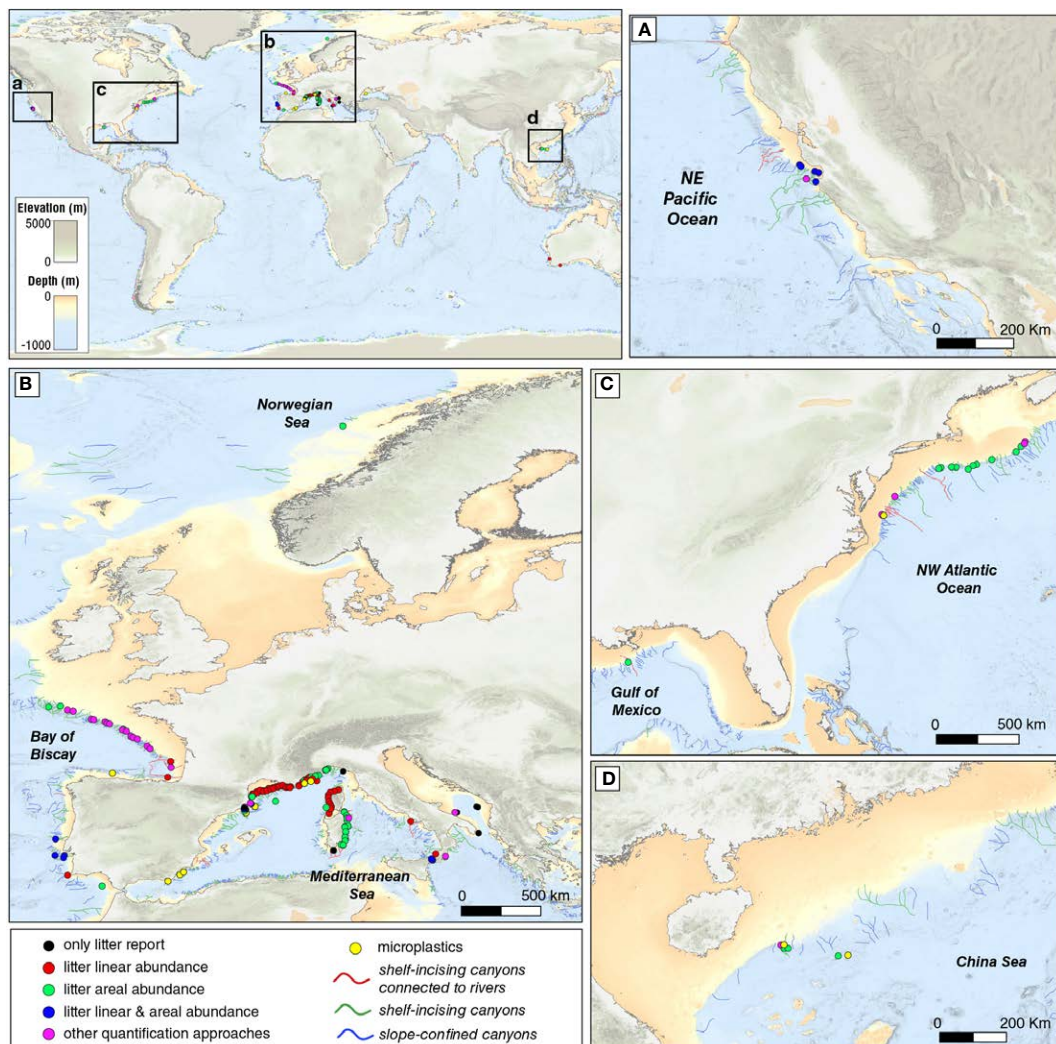 a
b
c
d
Elevation (m)
5000
0
Depth (m)
0
-1000
A
NE
Pacific
Ocean
0 200 Km
B
Norwegian
Sea
Bay of
Biscay
Mediterranean
Sea
0 500 km
C
NW Atlantic
Ocean
Gulf of
Mexico
0 500 km
D
China Sea
0 200 Km
only litter report
litter linear abundance
litter areal abundance
litter linear & areal abundance
other quantification approaches
microplastics
shelf-incising canyons
connected to rivers
shelf-incising canyons
slope-confined canyons